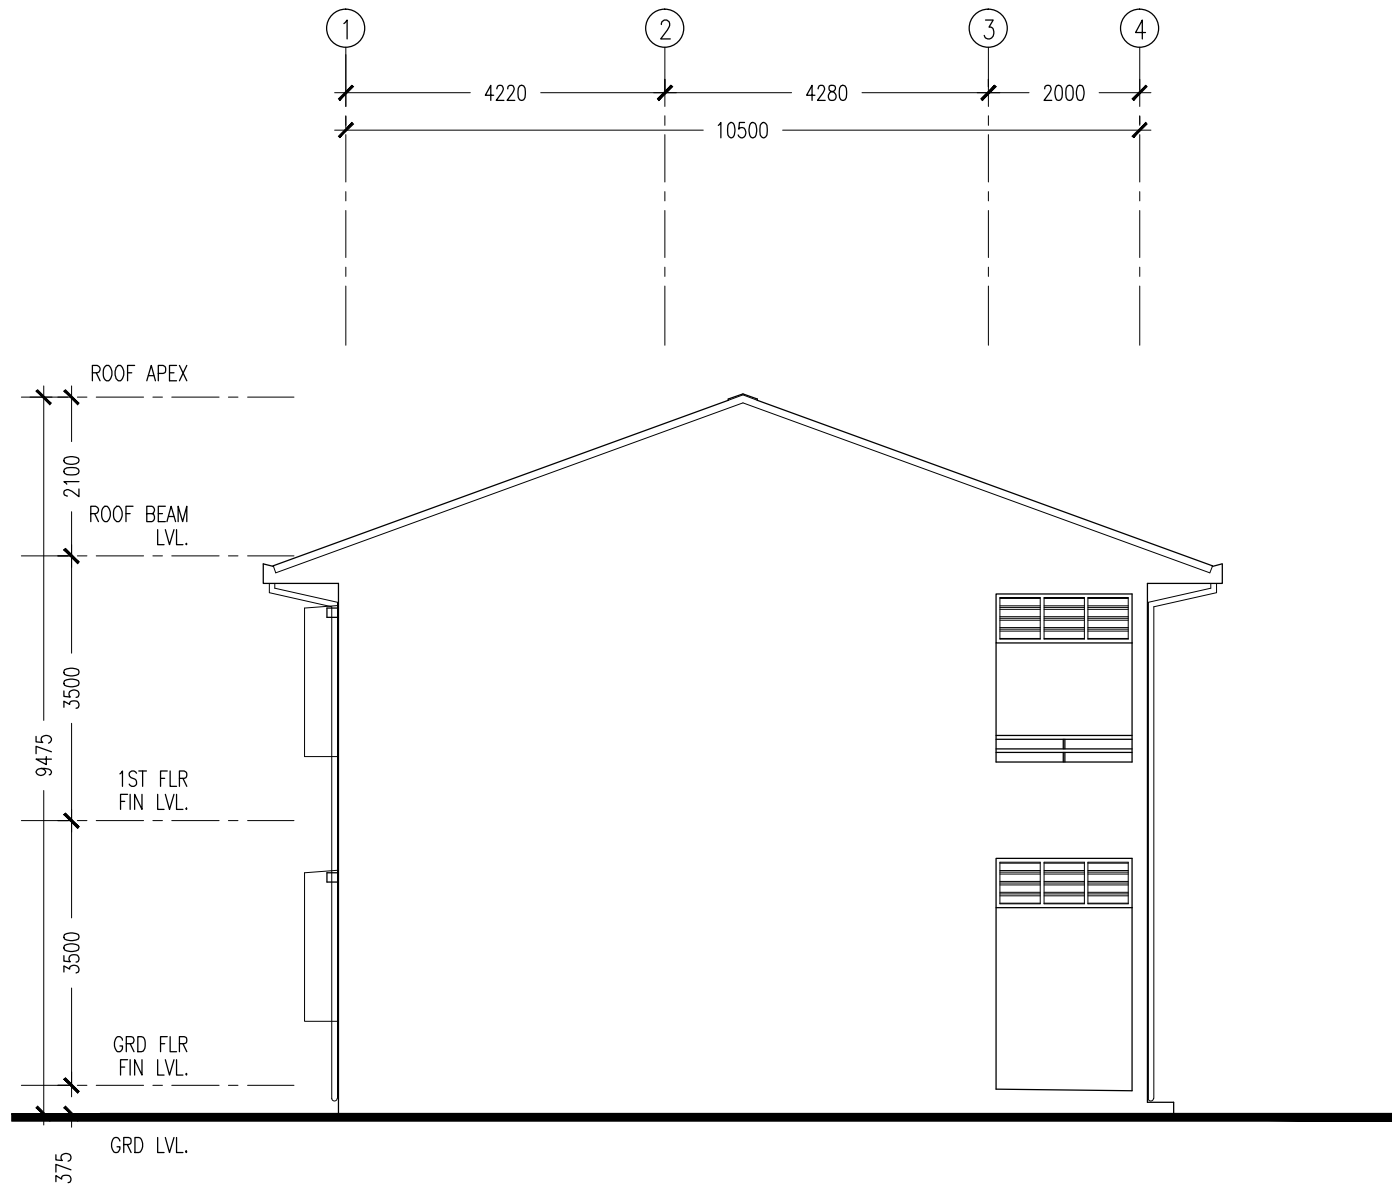 1
2
3
4
4220
4280
2000
10500
ROOF APEX
2100
ROOF BEAM
LVL.
3500
9475
1ST FLR
FIN LVL.
3500
GRD FLR
FIN LVL.
GRD LVL.
375